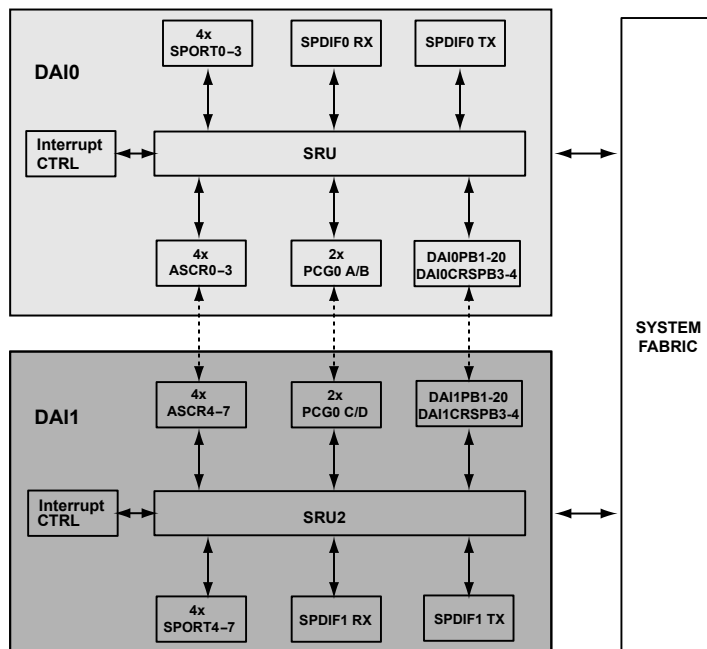 DAI0
4x
SPORT0–3
SPDIF0 RX
SPDIF0 TX
Interrupt
CTRL
SRU
4x
ASCR0–3
2x
PCG0 A/B
DAI0PB1-20
DAI0CRSPB3-4
SYSTEM
FABRIC
DAI1
4x
ASCR4–7
2x
PCG0 C/D
DAI1PB1-20
DAI1CRSPB3-4
Interrupt
CTRL
SRU2
4x
SPORT4–7
SPDIF1 RX
SPDIF1 TX